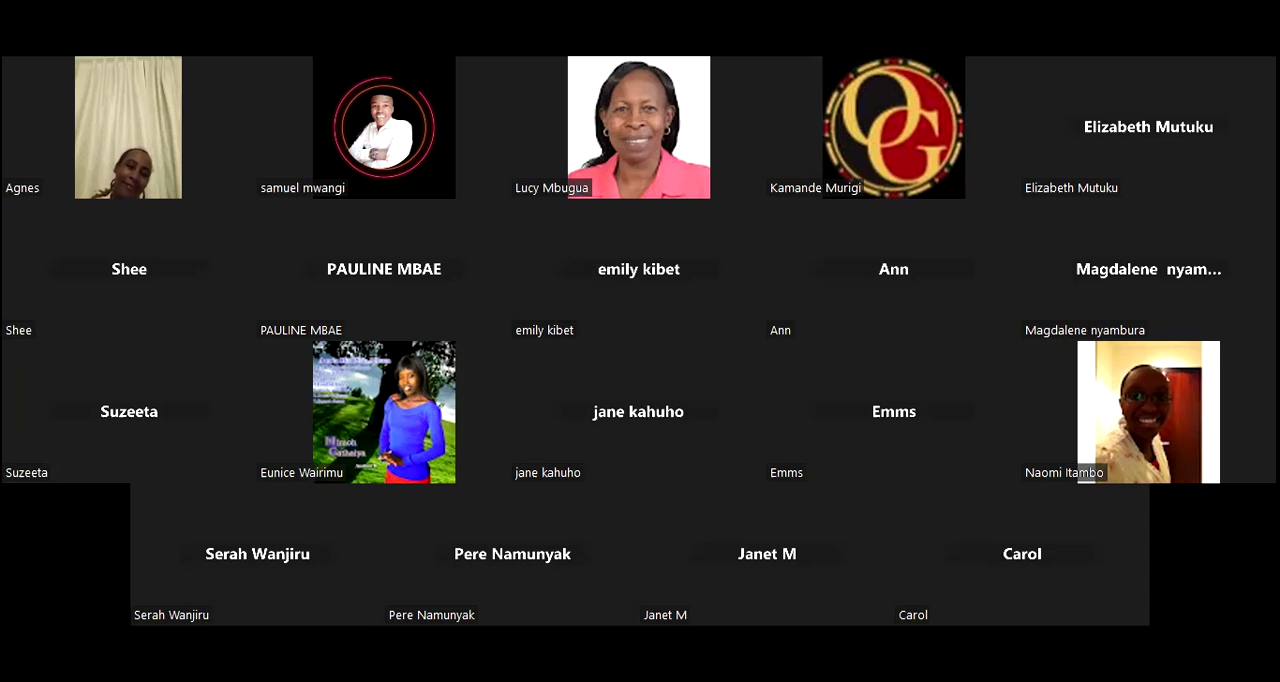 Elizabeth Mutuku
Agnes
samuel mwangi
Lucy Mbugua
OG
Kamande Murigi
Elizabeth Mutuku
Shee
PAULINE MBAE
emily kibet
Ann
Magdalene nyam...
Shee
PAULINE MBAE
emily kibet
Ann
Magdalene nyambura
Suzeeta
jane kahuho
Emms
Suzeeta
Eunice Wairimu
jane kahuho
Emms
Naomi Itambo
Serah Wanjiru
Pere Namunyak
Janet M
Carol
Serah Wanjiru
Pere Namunyak
Janet M
Carol